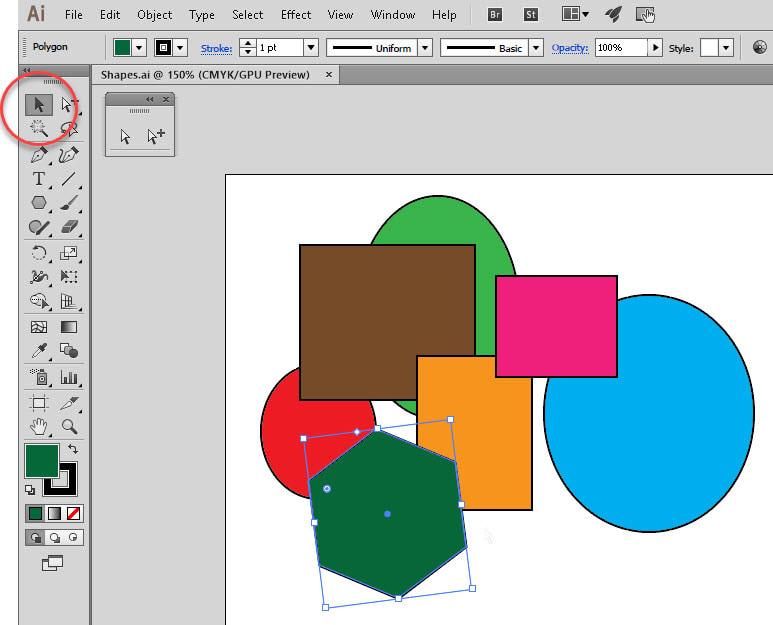 Ai File Edit Object Type Select Effect View Window Help Br St
Polygon Stroke: 1 pt Uniform Basic Opacity: 100% Style:
Shapes.ai @ 150% (CMYK/GPU Preview) ×
T